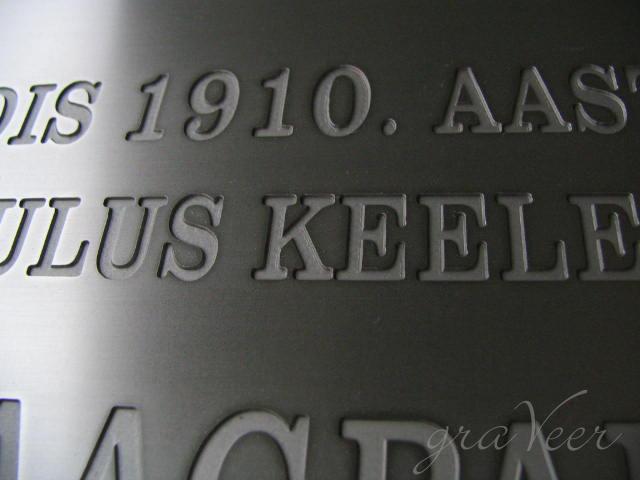 DIS 1910. AAST
ULUS KEELE
graVeer